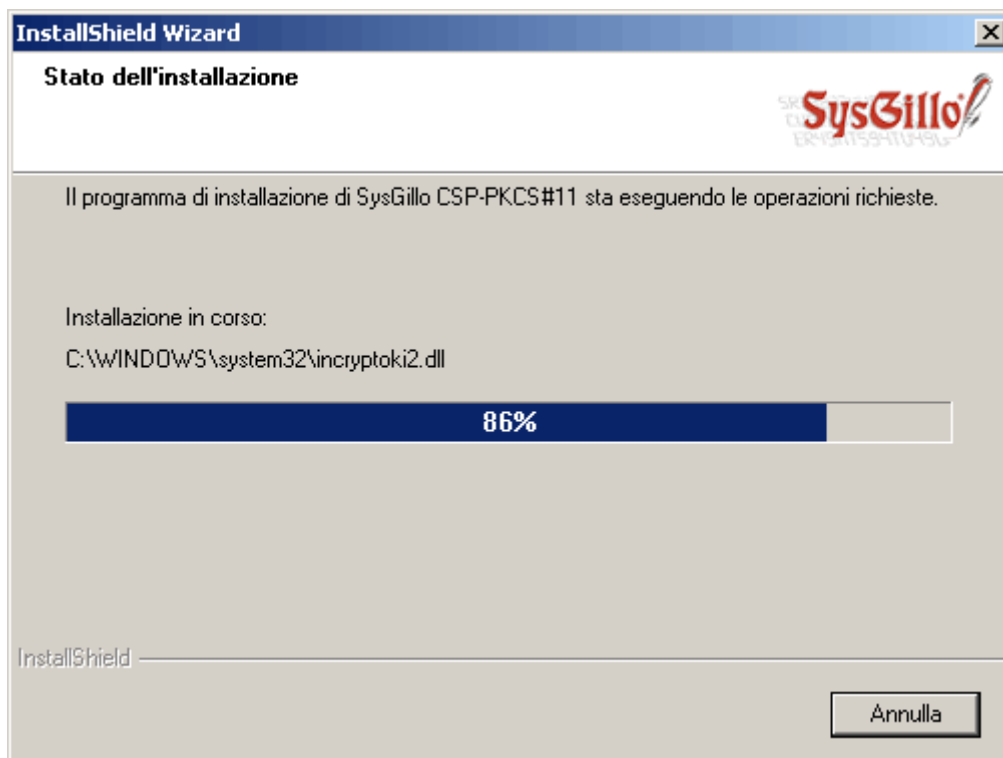 InstallShield Wizard
Stato dell'installazione
SysGillo
Il programma di installazione di SysGillo CSP-PKCS#11 sta eseguendo le operazioni richieste.
Installazione in corso:
C:\WINDOWS\system32\incryptoki2.dll
86%
InstallShield
Annulla